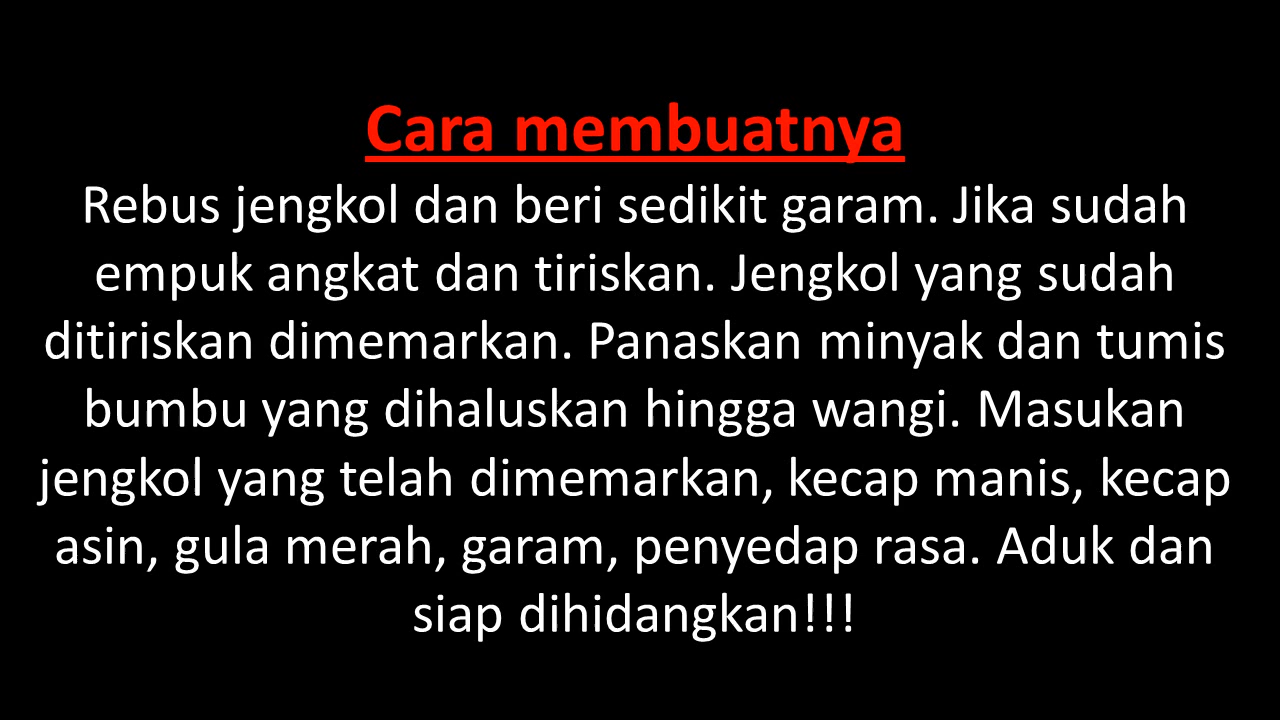 Cara membuatnya
Rebus jengkol dan beri sedikit garam. Jika sudah
empuk angkat dan tiriskan. Jengkol yang sudah
ditiriskan dimemarkan. Panaskan minyak dan tumis
bumbu yang dihaluskan hingga wangi. Masukan
jengkol yang telah dimemarkan, kecap manis, kecap
asin, gula merah, garam, penyedap rasa. Aduk dan
siap dihidangkan!!!